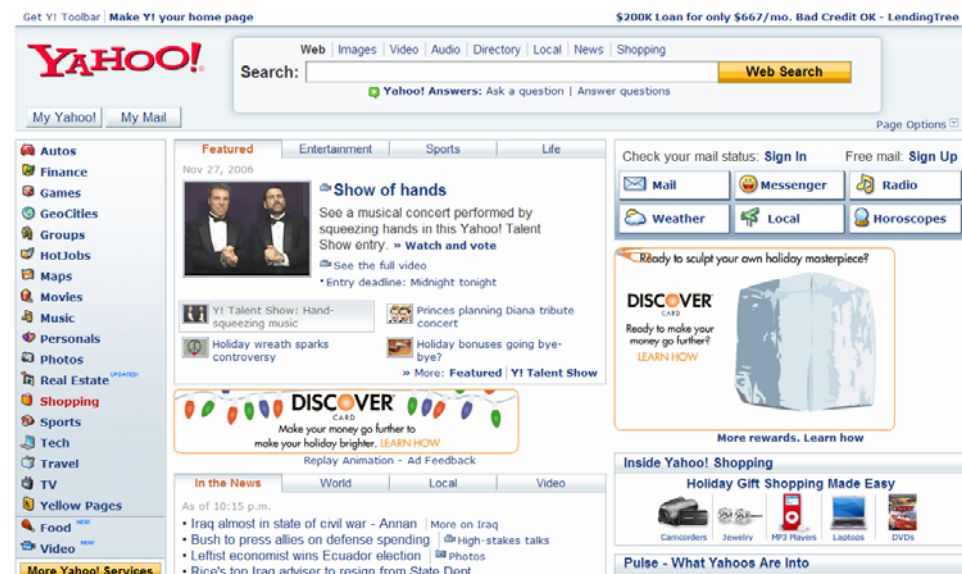 Get Y! Toolbar | Make Y! your home page
$200K Loan for only $667/mo. Bad Credit OK - LendingTree
YAHOO!
Web | Images | Video | Audio | Directory | Local | News | Shopping
Search:
Web Search
Yahoo! Answers: Ask a question | Answer questions
My Yahoo!
My Mail
Page Options
Autos
Finance
Games
GeoCities
Groups
HotJobs
Maps
Movies
Music
Personals
Photos
Real Estate UPDATED!
Shopping
Sports
Tech
Travel
TV
Yellow Pages
Food NEW!
Video NEW!
More Yahoo! Services
Featured
Entertainment
Sports
Life
Nov 27, 2006
Show of hands
See a musical concert performed by
squeezing hands in this Yahoo! Talent
Show entry. » Watch and vote
See the full video
• Entry deadline: Midnight tonight
Y! Talent Show: Hand-
squeezing music
Princes planning Diana tribute
concert
Holiday wreath sparks
controversy
Holiday bonuses going bye-
bye?
» More: Featured | Y! Talent Show
DISCOVER
CARD
Make your money go further to
make your holiday brighter. LEARN HOW
Replay Animation - Ad Feedback
In the News
World
Local
Video
As of 10:15 p.m.
• Iraq almost in state of civil war - Annan | More on Iraq
• Bush to press allies on defense spending | High-stakes talks
• Leftist economist wins Ecuador election | Photos
• Rice's top Iraq adviser to resign from State Dept
Check your mail status: Sign In
Free mail: Sign Up
Mail
Messenger
Radio
Weather
Local
Horoscopes
Ready to sculpt your own holiday masterpiece?
DISCOVER
CARD
Ready to make your
money go further?
LEARN HOW
More rewards. Learn how
Inside Yahoo! Shopping
Holiday Gift Shopping Made Easy
Camcorders
Jewelry
MP3 Players
Laptops
DVDs
Pulse - What Yahoos Are Into